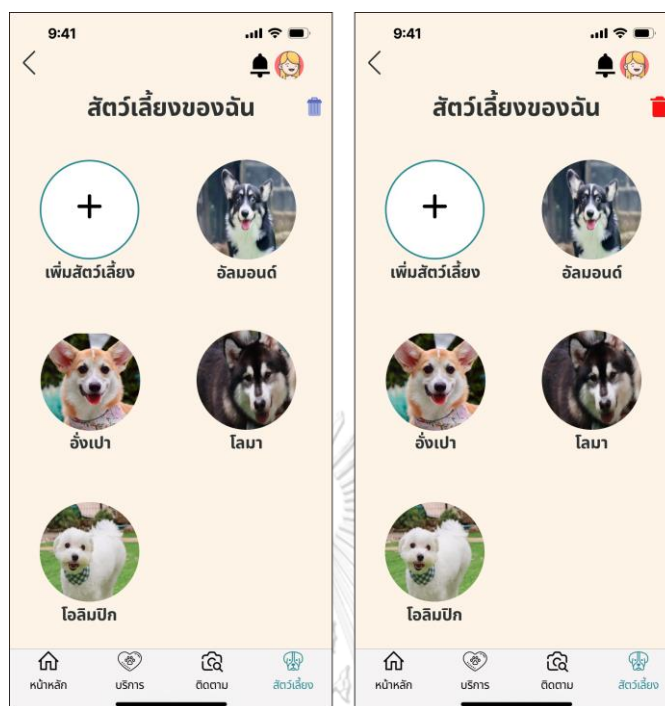 9:41
สัตว์เลี้ยงของฉัน
+
เพิ่มสัตว์เลี้ยง
อัลมอนด์
อั่งเปา
โลมา
โอลิมปิก
หน้าหลัก
บริการ
ติดตาม
สัตว์เลี้ยง
9:41
สัตว์เลี้ยงของฉัน
+
เพิ่มสัตว์เลี้ยง
อัลมอนด์
อั่งเปา
โลมา
โอลิมปิก
หน้าหลัก
บริการ
ติดตาม
สัตว์เลี้ยง